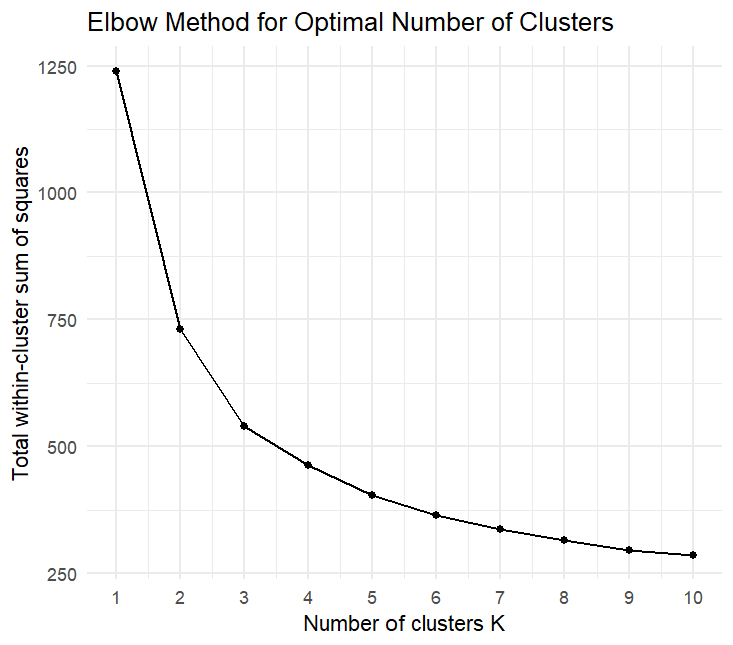 Elbow Method for Optimal Number of Clusters
Total within-cluster sum of squares
1250
1000
750
500
250
1 2 3 4 5 6 7 8 9 10
Number of clusters K